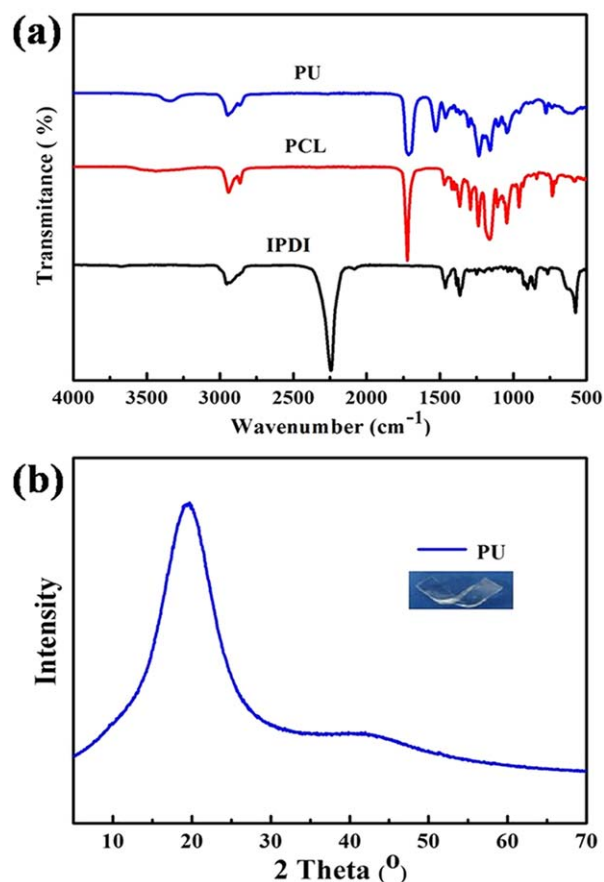 (a)
PU
PCL
IPDI
Transmitance ( %)
4000 3500 3000 2500 2000 1500 1000 500
Wavenumber (cm⁻¹)
(b)
PU
Intensity
10 20 30 40 50 60 70
2 Theta (º)